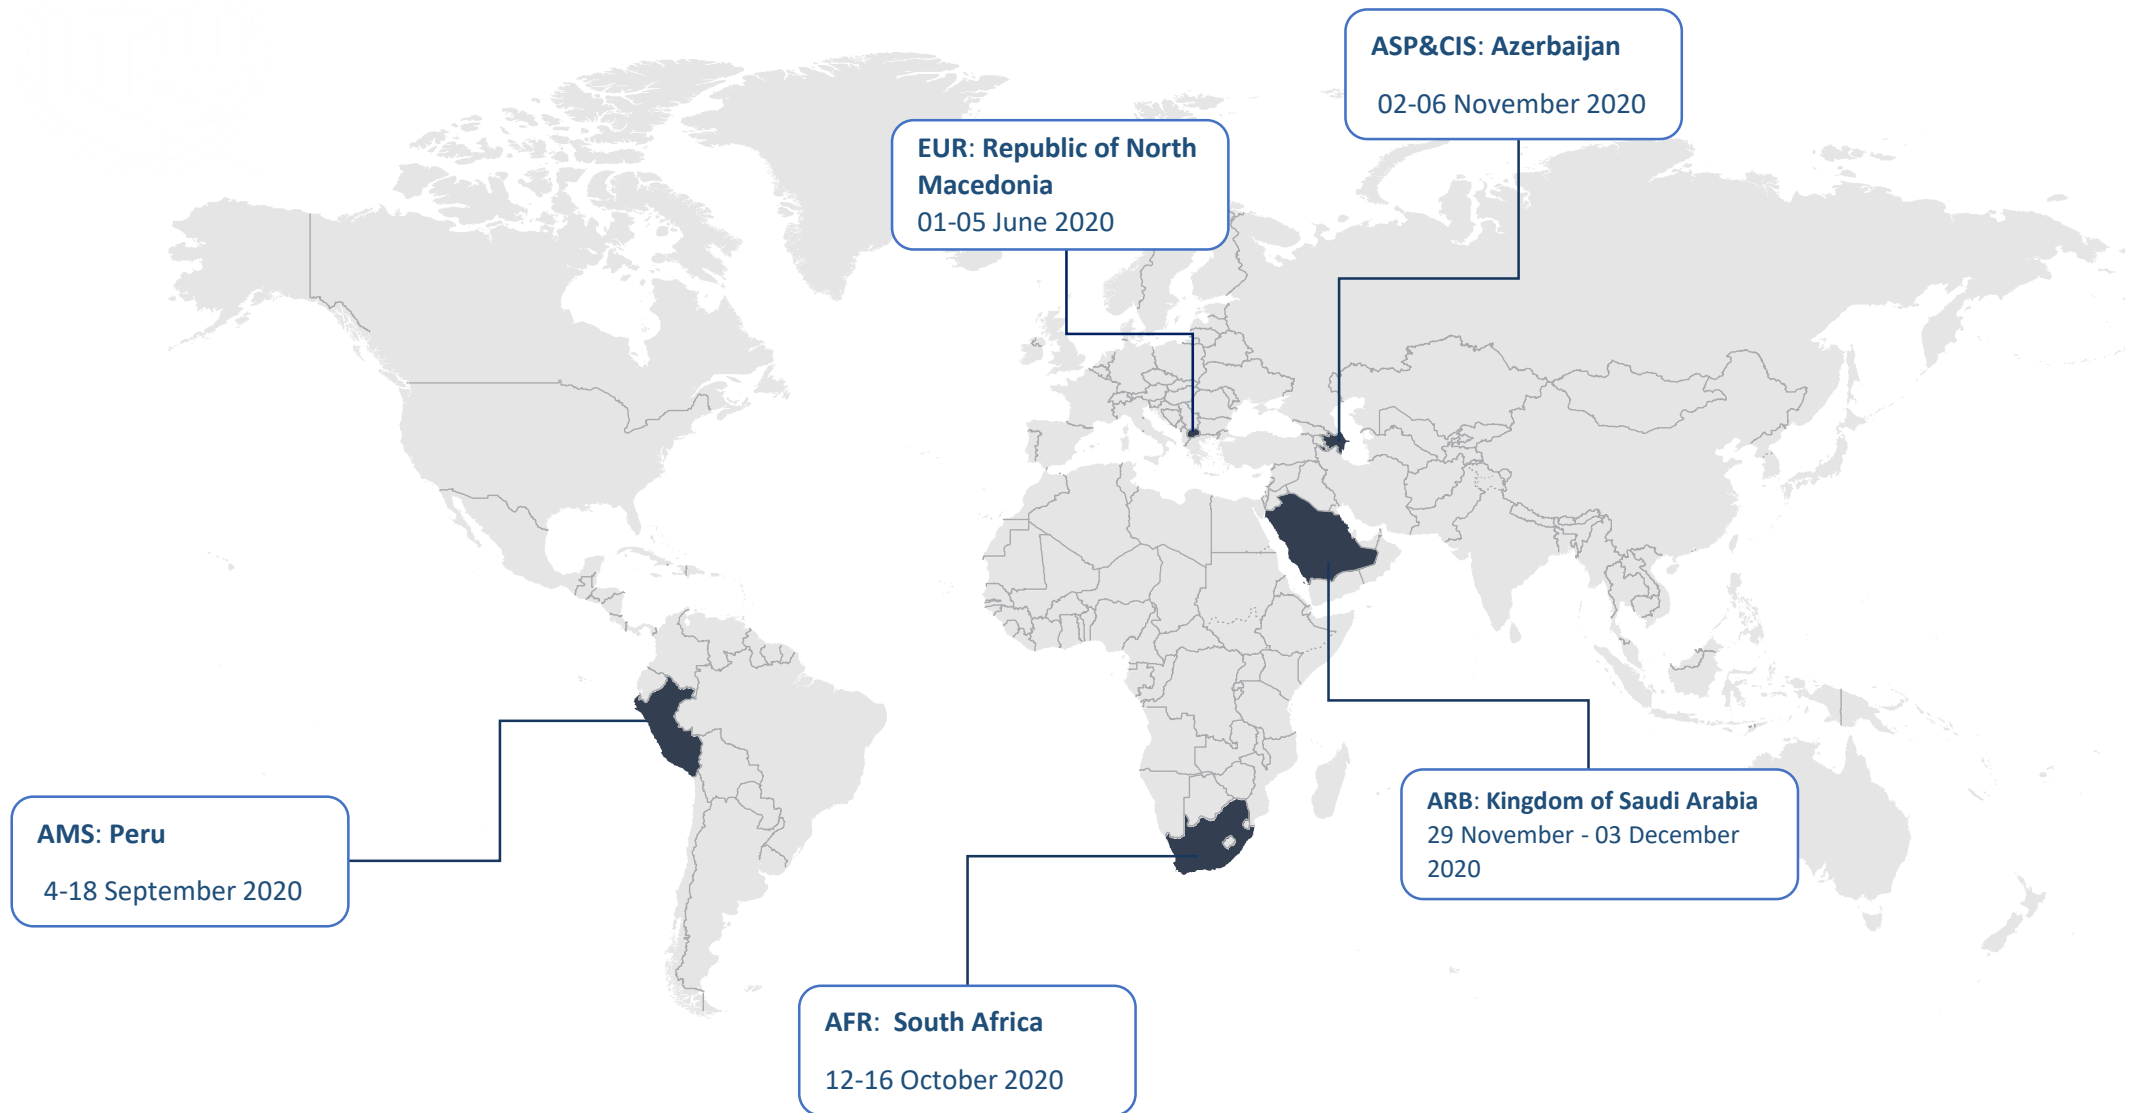 ASP&CIS: Azerbaijan
02-06 November 2020
EUR: Republic of North
Macedonia
01-05 June 2020
ARB: Kingdom of Saudi Arabia
29 November - 03 December
2020
AMS: Peru
4-18 September 2020
AFR: South Africa
12-16 October 2020